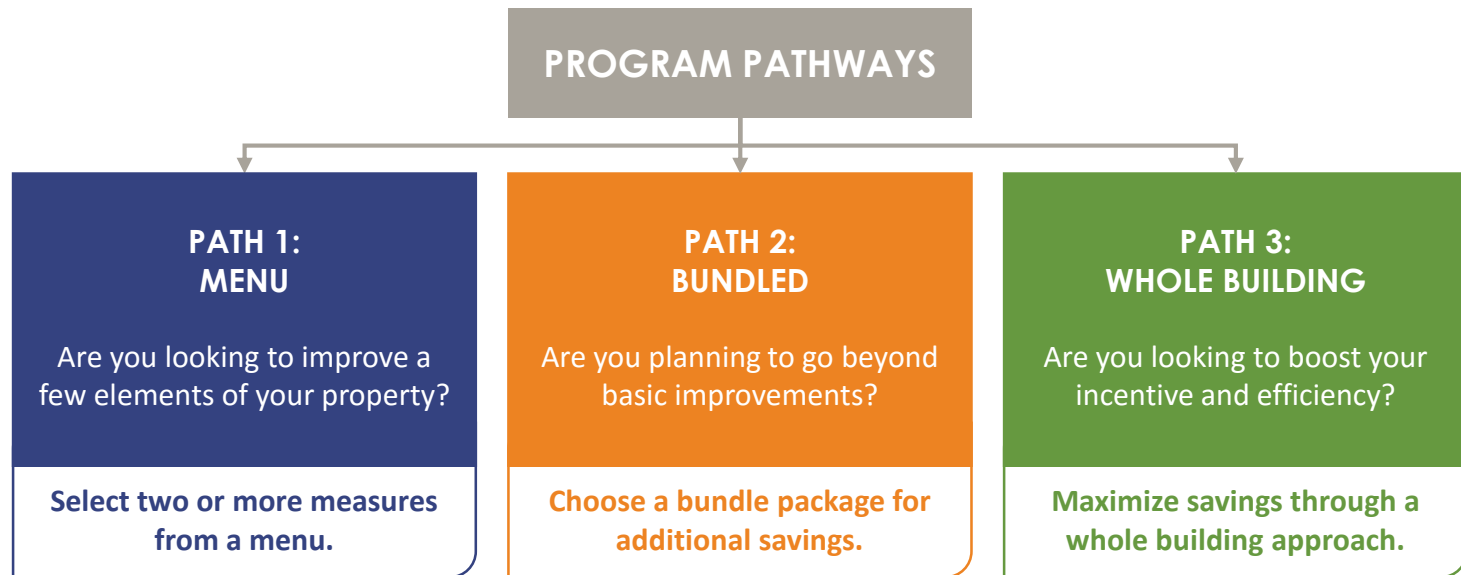 PROGRAM PATHWAYS
PATH 1:
MENU
Are you looking to improve a
few elements of your property?
Select two or more measures
from a menu.
PATH 2:
BUNDLED
Are you planning to go beyond
basic improvements?
Choose a bundle package for
additional savings.
PATH 3:
WHOLE BUILDING
Are you looking to boost your
incentive and efficiency?
Maximize savings through a
whole building approach.